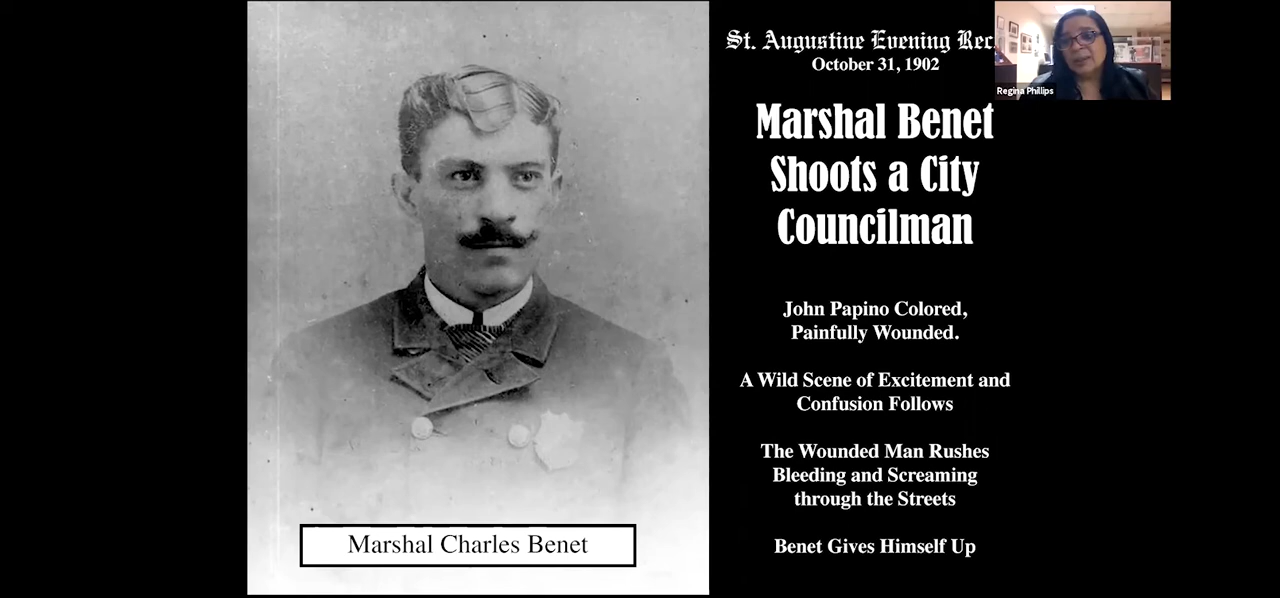 St. Augustine Evening Rec.
October 31, 1902
Regina Phillips
Marshal Benet
Shoots a City
Councilman
John Papino Colored,
Painfully Wounded.
A Wild Scene of Excitement and
Confusion Follows
The Wounded Man Rushes
Bleeding and Screaming
through the Streets
Benet Gives Himself Up
Marshal Charles Benet